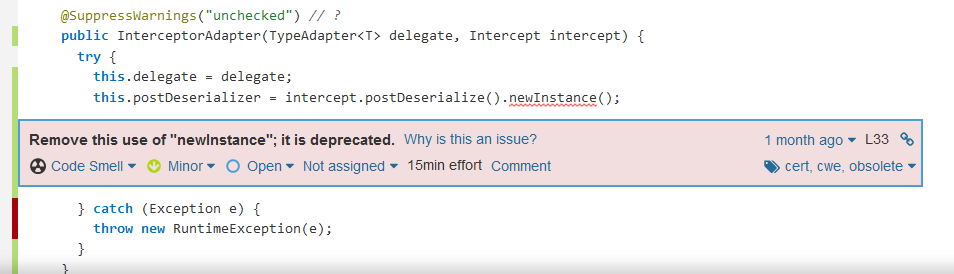 @SuppressWarnings("unchecked") // ?
public InterceptorAdapter(TypeAdapter<T> delegate, Intercept intercept) {
try {
this.delegate = delegate;
this.postDeserializer = intercept.postDeserialize().newInstance();
Remove this use of "newInstance"; it is deprecated. Why is this an issue? 1 month ago L33
Code Smell Minor Open Not assigned 15min effort Comment cert, cwe, obsolete
} catch (Exception e) {
throw new RuntimeException(e);
}
}